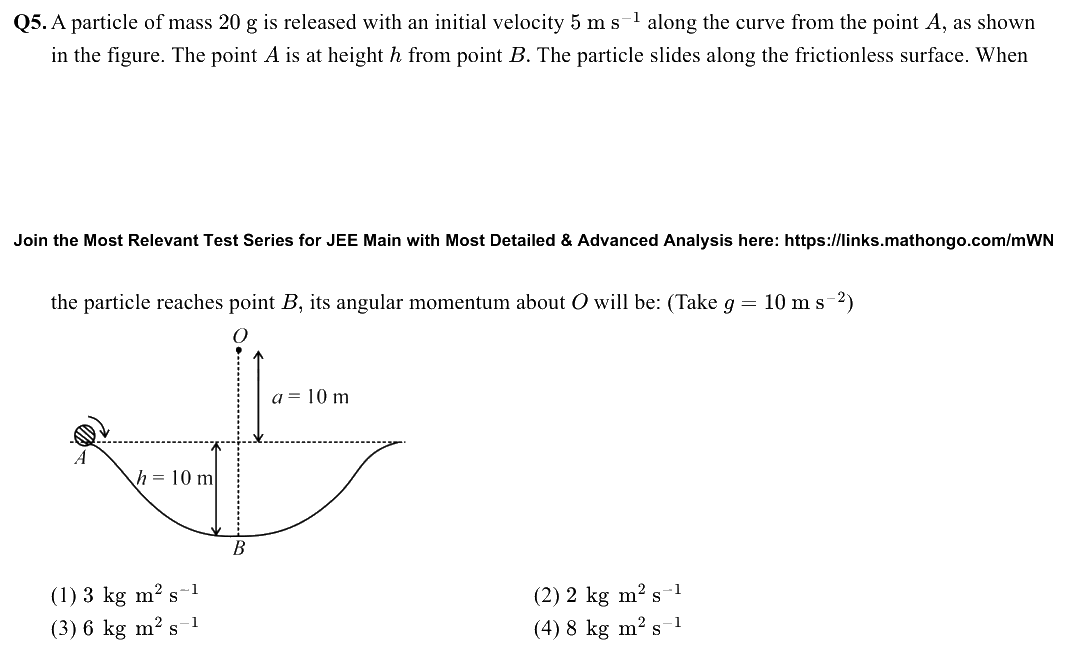 Q5. A particle of mass 20 g is released with an initial velocity 5 m s⁻¹ along the curve from the point A, as shown
in the figure. The point A is at height h from point B. The particle slides along the frictionless surface. When
Join the Most Relevant Test Series for JEE Main with Most Detailed & Advanced Analysis here: https://links.mathongo.com/mWN
the particle reaches point B, its angular momentum about O will be: (Take g = 10 m s⁻²)
O
a = 10 m
A
h = 10 m
B
(1) 3 kg m² s⁻¹ (2) 2 kg m² s⁻¹
(3) 6 kg m² s⁻¹ (4) 8 kg m² s⁻¹